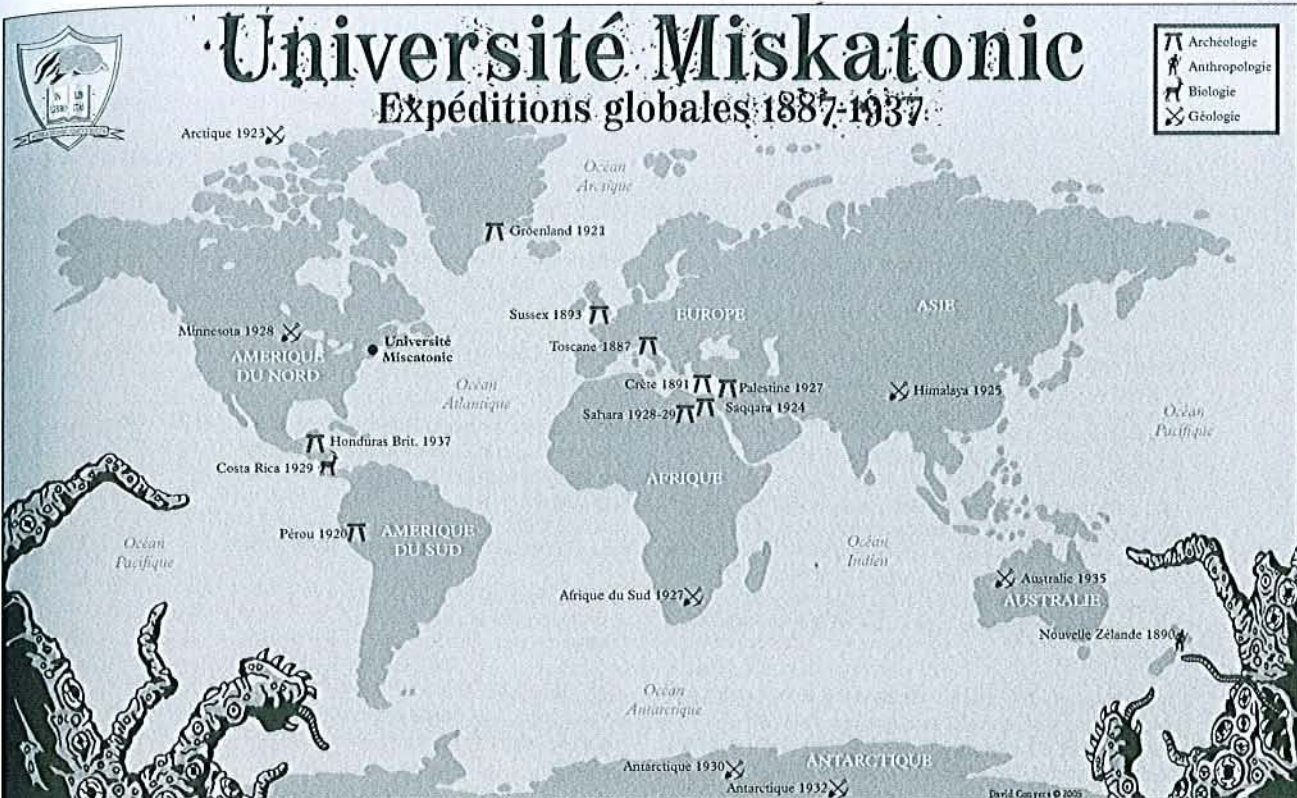 Université Miskatonic
Expéditions globales 1887-1937
Archéologie
Anthropologie
Biologie
Géologie
Arctique 1923
Océan
Arctique
Groenland 1921
Sussex 1893
EUROPE
ASIE
Minnesota 1928
Université
Miscatonic
AMERIQUE
DU NORD
Toscane 1887
Océan
Atlantique
Crète 1891
Palestine 1927
Himalaya 1925
Sahara 1928-29
Saqqara 1924
Océan
Pacifique
Honduras Brit. 1937
Costa Rica 1929
AFRIQUE
Pérou 1920
AMERIQUE
DU SUD
Océan
Pacifique
Océan
Indien
Afrique du Sud 1927
Australie 1935
AUSTRALIE
Nouvelle Zélande 1890
Océan
Antarctique
Antarctique 1930
ANTARCTIQUE
Antarctique 1932
David Conyers © 2005